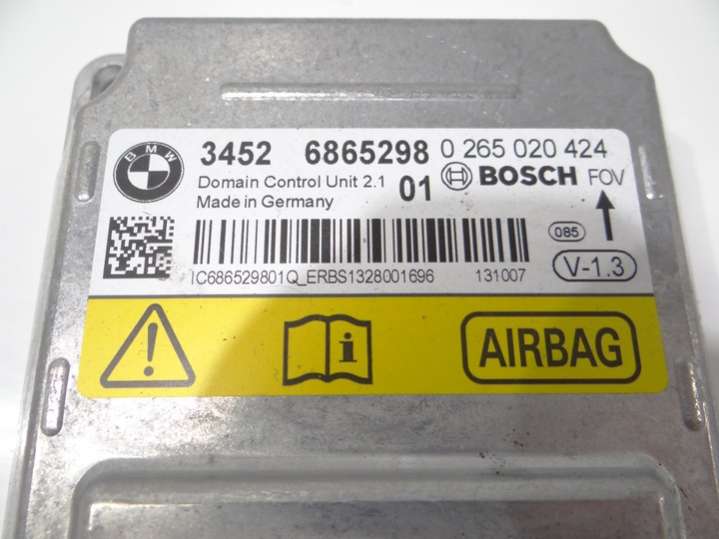 BMW
3452 6865298 0 265 020 424
Domain Control Unit 2.1 01 BOSCH FOV
Made in Germany
085
V-1.3
IC686529801Q_ERBS1328001696 131007
i AIRBAG